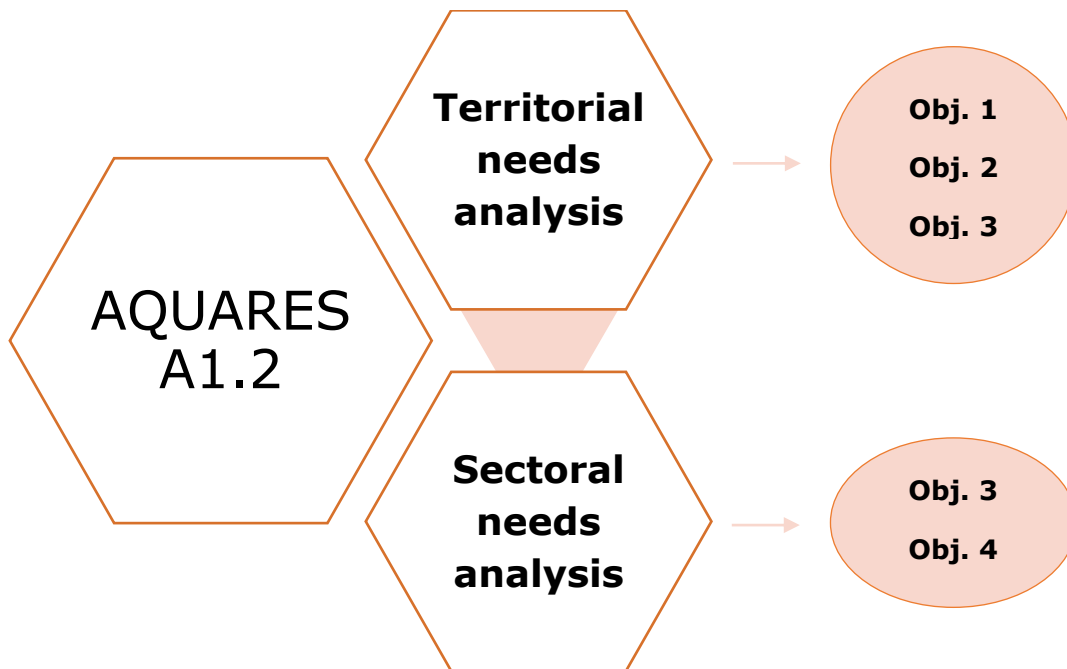 AQUARES
A1.2
Territorial
needs
analysis
Obj. 1
Obj. 2
Obj. 3
Sectoral
needs
analysis
Obj. 3
Obj. 4